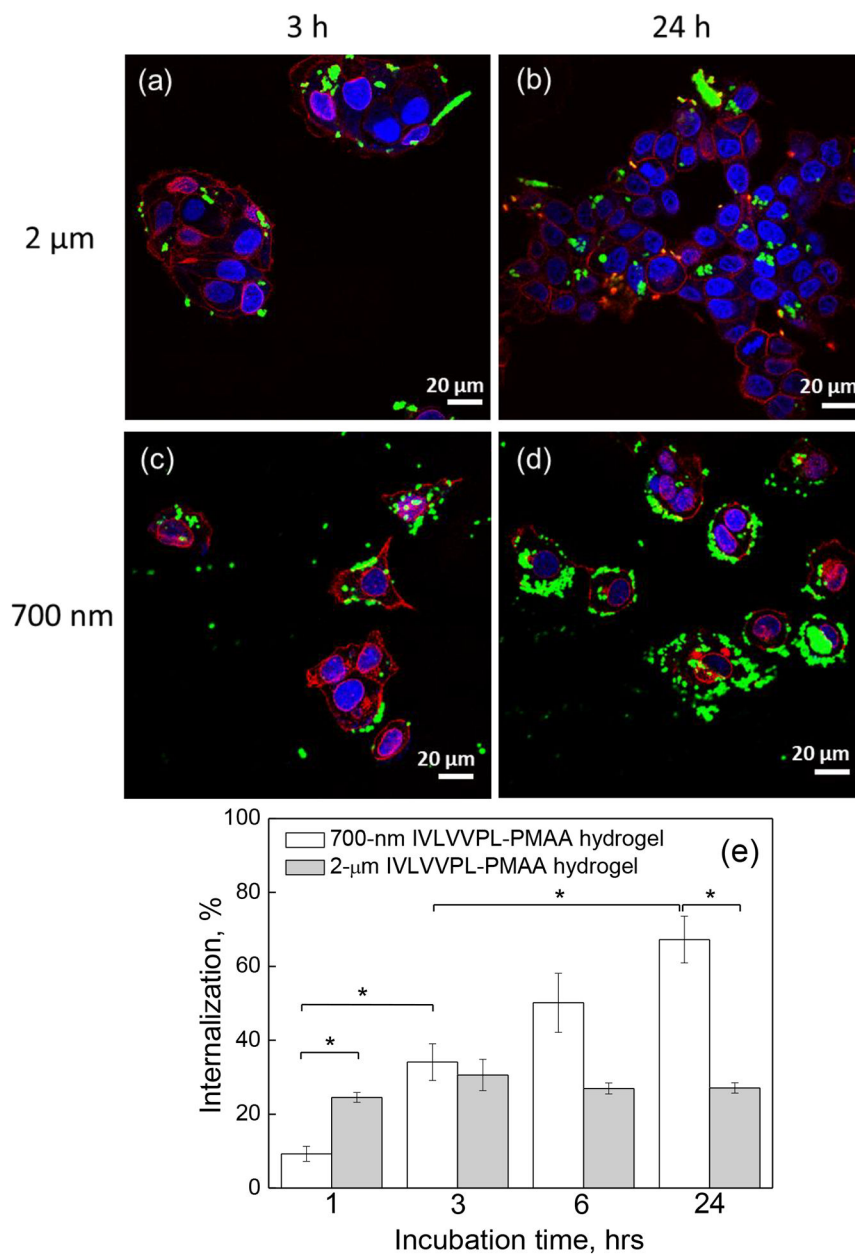 3 h
24 h
(a)
(b)
2 μm
20 μm
20 μm
(c)
(d)
700 nm
20 μm
20 μm
100
80
60
40
20
0
Internalization, %
700-nm IVLVVPL-PMAA hydrogel
2-μm IVLVVPL-PMAA hydrogel
(e)
*
*
*
*
1
3
6
24
Incubation time, hrs